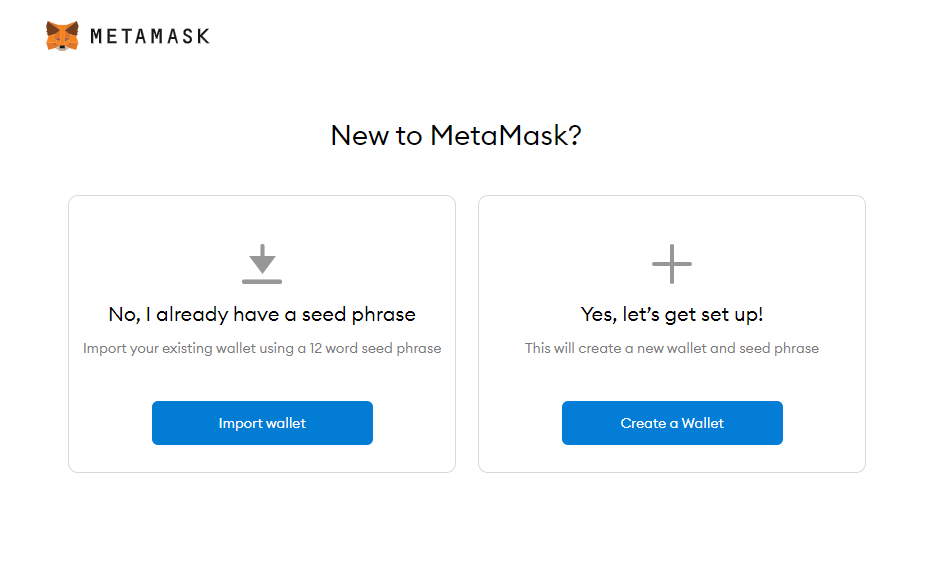 METAMASK
New to MetaMask?
No, I already have a seed phrase
Import your existing wallet using a 12 word seed phrase
Import wallet
Yes, let’s get set up!
This will create a new wallet and seed phrase
Create a Wallet